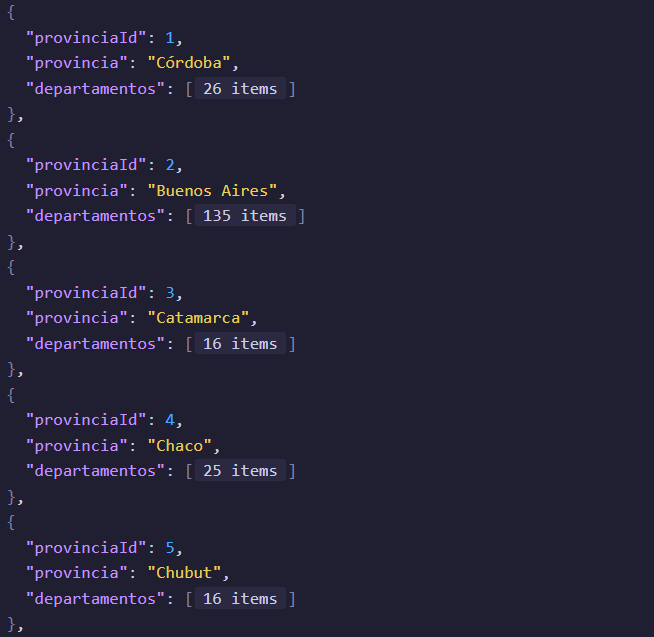 {
"provinciaId": 1,
"provincia": "Córdoba",
"departamentos": [ 26 items ]
},
{
"provinciaId": 2,
"provincia": "Buenos Aires",
"departamentos": [ 135 items ]
},
{
"provinciaId": 3,
"provincia": "Catamarca",
"departamentos": [ 16 items ]
},
{
"provinciaId": 4,
"provincia": "Chaco",
"departamentos": [ 25 items ]
},
{
"provinciaId": 5,
"provincia": "Chubut",
"departamentos": [ 16 items ]
},